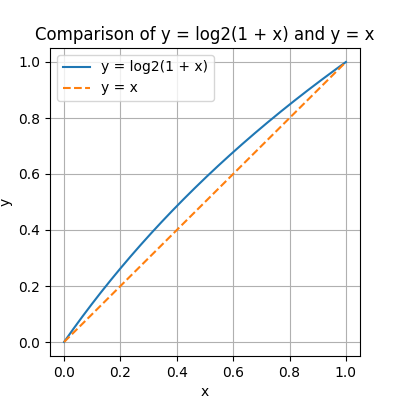 Comparison of y = log2(1 + x) and y = x
y = log2(1 + x)
y = x
1.0
0.8
0.6
0.4
0.2
0.0
y
0.0 0.2 0.4 0.6 0.8 1.0
x